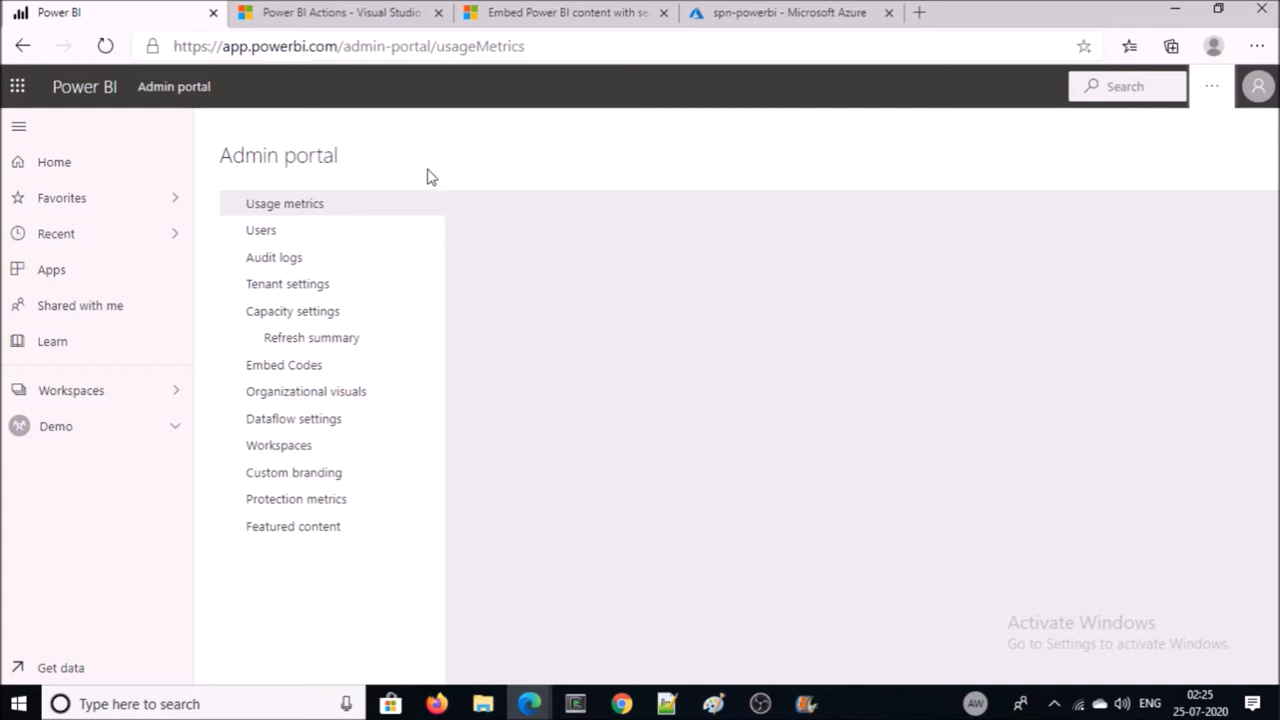 Power BI
Power BI Actions - Visual Studio
Embed Power BI content with se
spn-powerbi - Microsoft Azure
https://app.powerbi.com/admin-portal/usageMetrics
Power BI
Admin portal
Search
Home
Favorites
Recent
Apps
Shared with me
Learn
Workspaces
Demo
Get data
Admin portal
Usage metrics
Users
Audit logs
Tenant settings
Capacity settings
Refresh summary
Embed Codes
Organizational visuals
Dataflow settings
Workspaces
Custom branding
Protection metrics
Featured content
Activate Windows
Go to Settings to activate Windows.
Type here to search
AW
ENG
02:25
25-07-2020